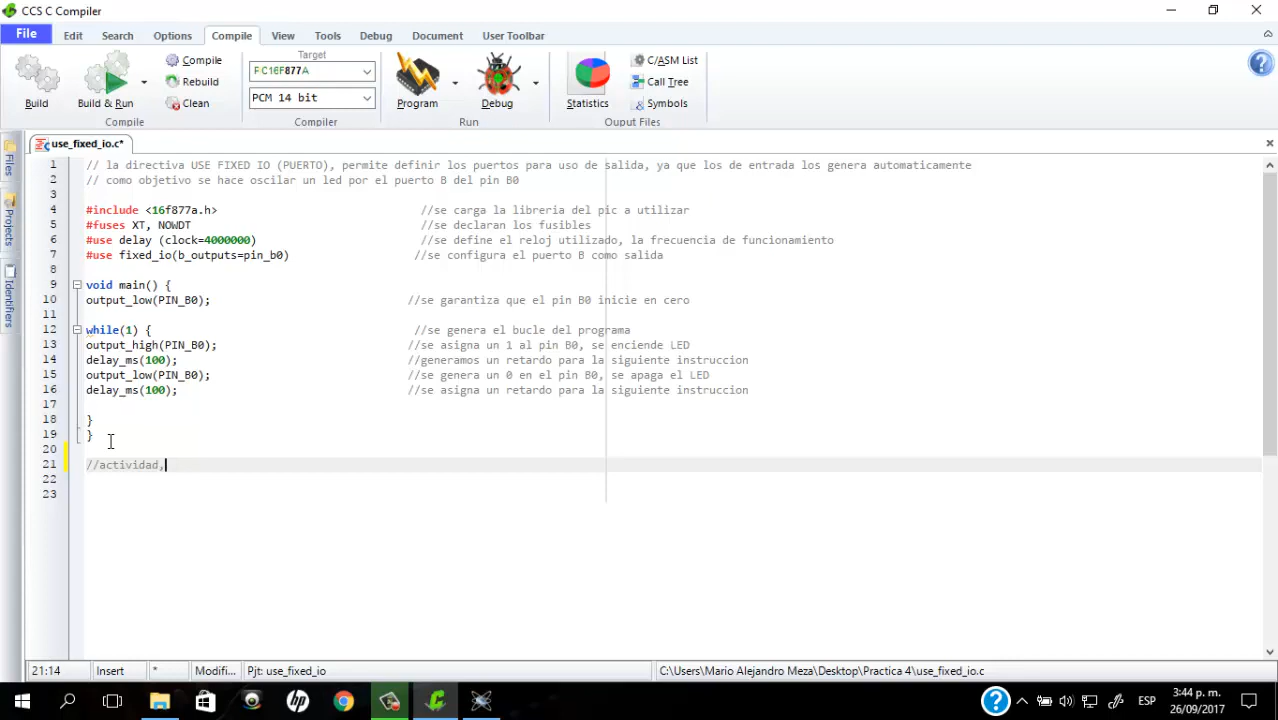 CCS C Compiler
File Edit Search Options Compile View Tools Debug Document User Toolbar
Build
Build & Run
Compile
Rebuild
Clean
Compile
Target
PCM 14 bit
Compiler
Program
Debug
Run
Statistics
C/ASM List
Call Tree
Symbols
Ouput Files
use_fixed_io.c*
Files
Projects
Identifiers
1 // la directiva USE FIXED IO (PUERTO), permite definir los puertos para uso de salida, ya que los de entrada los genera automaticamente
2 // como objetivo se hace oscilar un led por el puerto B del pin B0
3
4 #include <16f877a.h> //se carga la libreria del pic a utilizar
5 #fuses XT, NOWDT //se declaran los fusibles
6 #use delay (clock=4000000) //se define el reloj utilizado, la frecuencia de funcionamiento
7 #use fixed_io(b_outputs=pin_b0) //se configura el puerto B como salida
8
9 void main() {
10 output_low(PIN_B0); //se garantiza que el pin B0 inicie en cero
11
12 while(1) { //se genera el bucle del programa
13 output_high(PIN_B0); //se asigna un 1 al pin B0, se enciende LED
14 delay_ms(100); //generamos un retardo para la siguiente instruccion
15 output_low(PIN_B0); //se genera un 0 en el pin B0, se apaga el LED
16 delay_ms(100); //se asigna un retardo para la siguiente instruccion
17
18 }
19 }
20
21 //actividad,
22
23
21:14 Insert * Modifi... Pjt: use_fixed_io C:\Users\Mario Alejandro Meza\Desktop\Practica 4\use_fixed_io.c
ESP
3:44 p. m.
26/09/2017